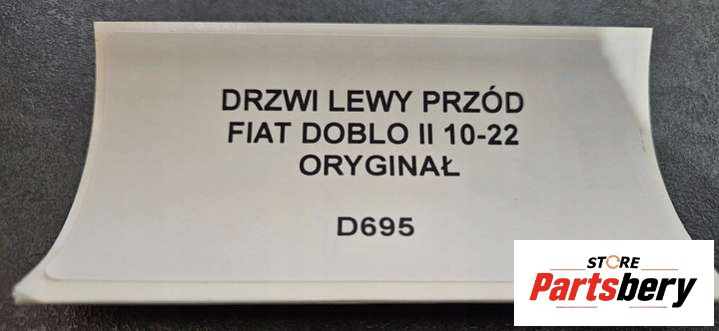 DRZWI LEWY PRZÓD
FIAT DOBLO II 10-22
ORYGINAŁ
D695
STORE
Partsbery